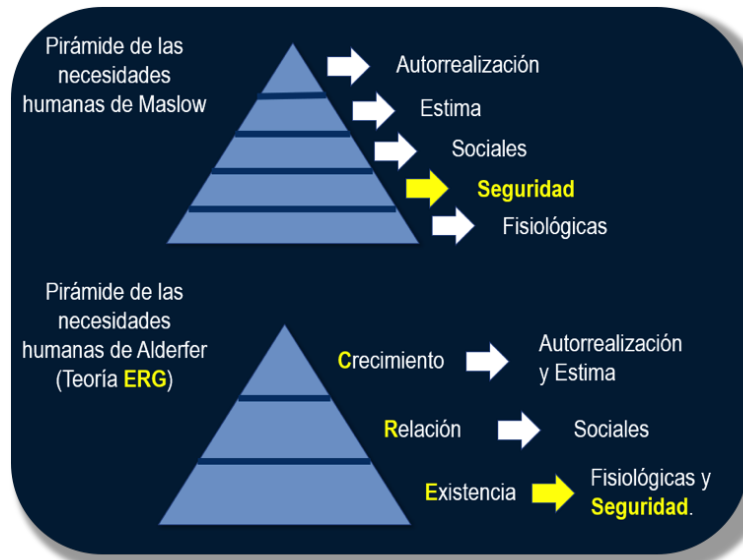 Pirámide de las
necesidades
humanas de Maslow
Autorrealización
Estima
Sociales
Seguridad
Fisiológicas
Pirámide de las
necesidades
humanas de Alderfer
(Teoría ERG)
Crecimiento
Autorrealización
y Estima
Relación
Sociales
Existencia
Fisiológicas y
Seguridad.